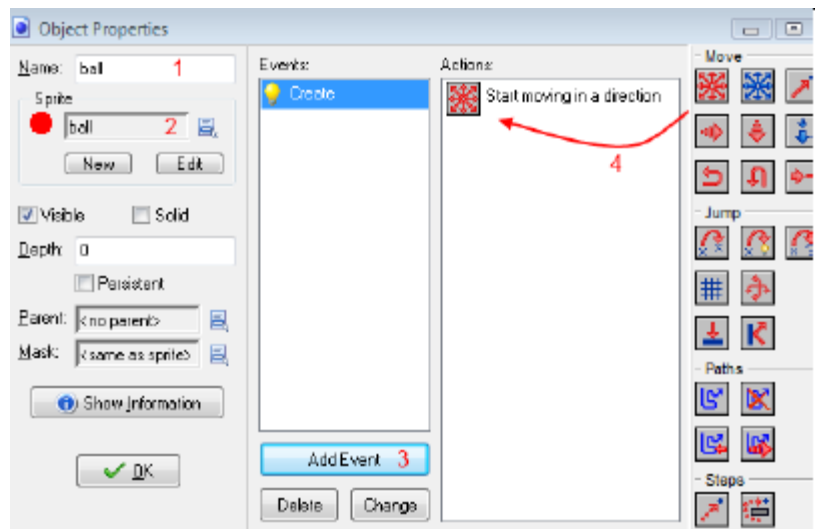 Object Properties
Name: ball 1
Sprite
ball 2
New Edit
Visible Solid
Depth: 0
Persistent
Parent: <no parent>
Mask: <same as sprite>
Show Information
OK
Events:
Create
Add Event 3
Delete Change
Actions:
Start moving in a direction
4
Move
Jump
Paths
Steps